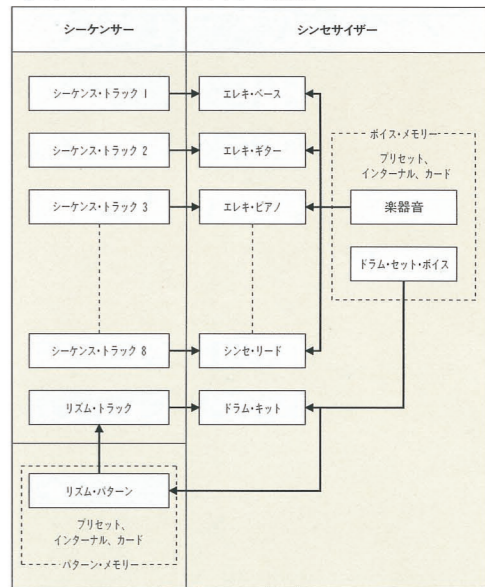 シーケンサー
シンセサイザー
シーケンス・トラック 1
エレキ・ベース
シーケンス・トラック 2
エレキ・ギター
ボイス・メモリー
プリセット、
インターナル、カード
シーケンス・トラック 3
エレキ・ピアノ
楽器音
ドラム・セット・ボイス
シーケンス・トラック 8
シンセ・リード
リズム・トラック
ドラム・キット
リズム・パターン
プリセット、
インターナル、カード
パターン・メモリー